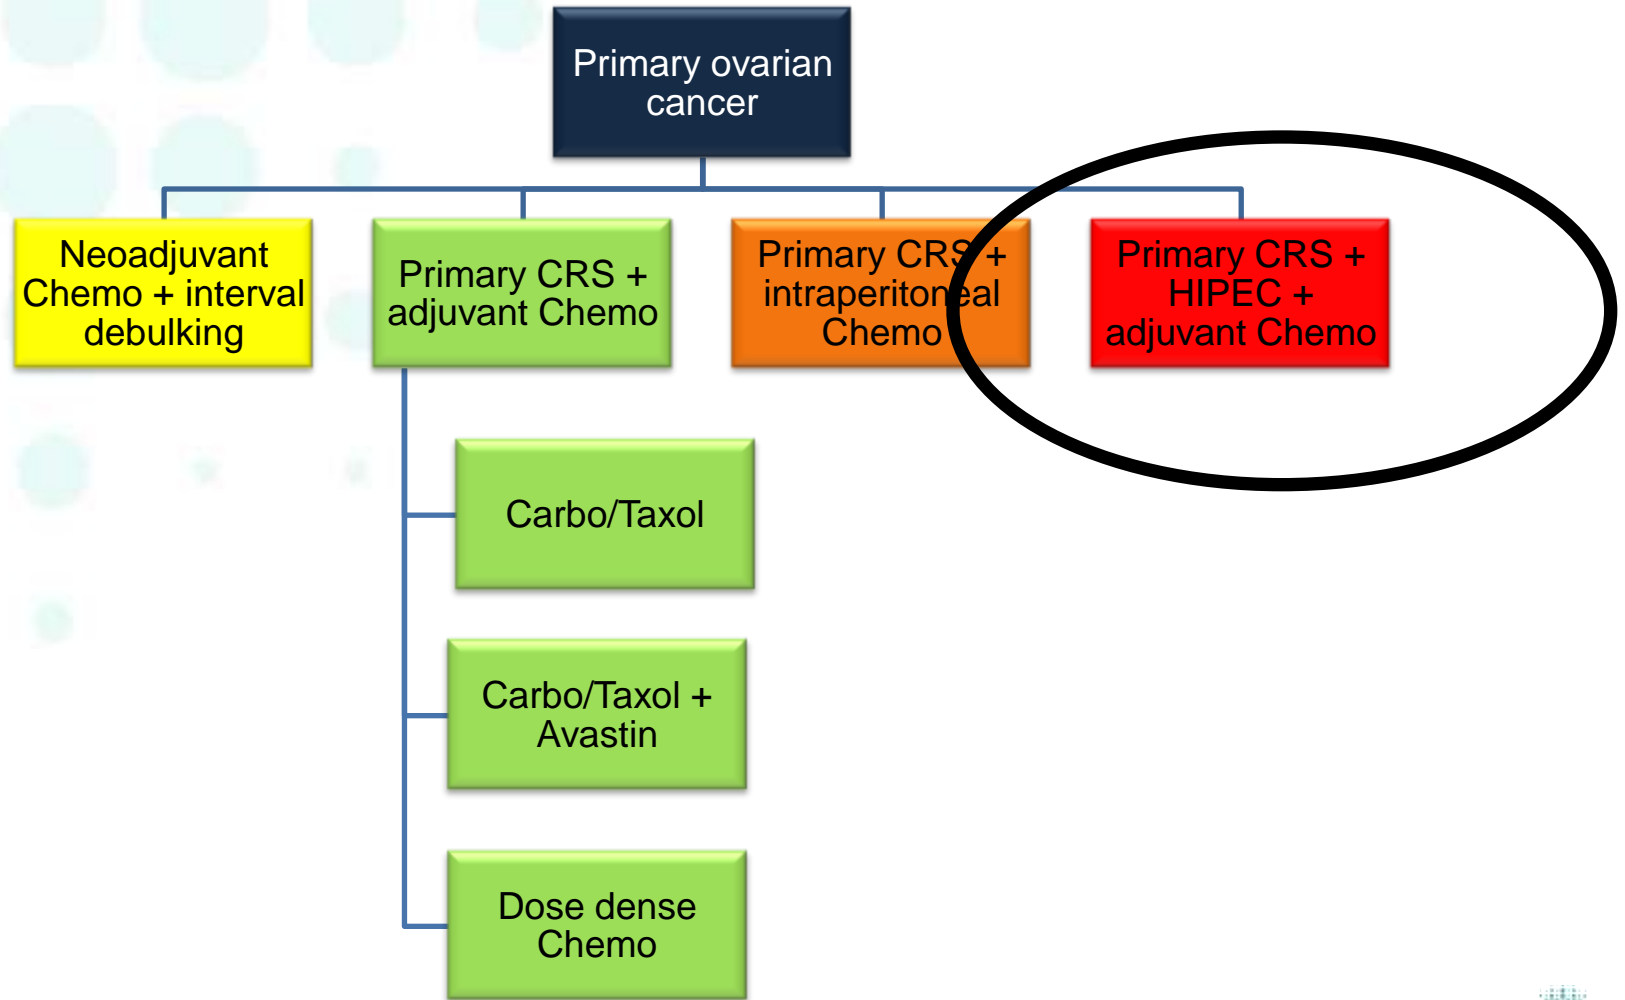 Primary ovarian
cancer
Neoadjuvant
Chemo + interval
debulking
Primary CRS +
adjuvant Chemo
Primary CRS +
intraperitoneal
Chemo
Primary CRS +
HIPEC +
adjuvant Chemo
Carbo/Taxol
Carbo/Taxol +
Avastin
Dose dense
Chemo